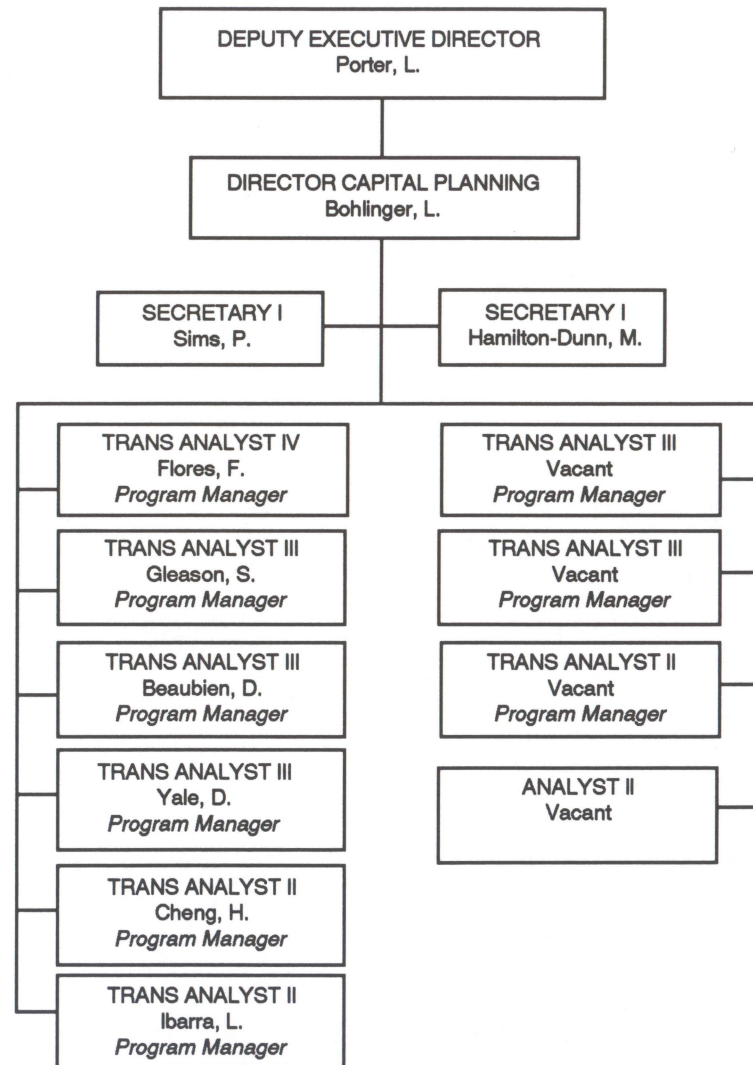 DEPUTY EXECUTIVE DIRECTOR
Porter, L.
DIRECTOR CAPITAL PLANNING
Bohlinger, L.
SECRETARY I
Sims, P.
SECRETARY I
Hamilton-Dunn, M.
TRANS ANALYST IV
Flores, F.
Program Manager
TRANS ANALYST III
Gleason, S.
Program Manager
TRANS ANALYST III
Beaubien, D.
Program Manager
TRANS ANALYST III
Yale, D.
Program Manager
TRANS ANALYST II
Cheng, H.
Program Manager
TRANS ANALYST II
Ibarra, L.
Program Manager
TRANS ANALYST III
Vacant
Program Manager
TRANS ANALYST III
Vacant
Program Manager
TRANS ANALYST II
Vacant
Program Manager
ANALYST II
Vacant